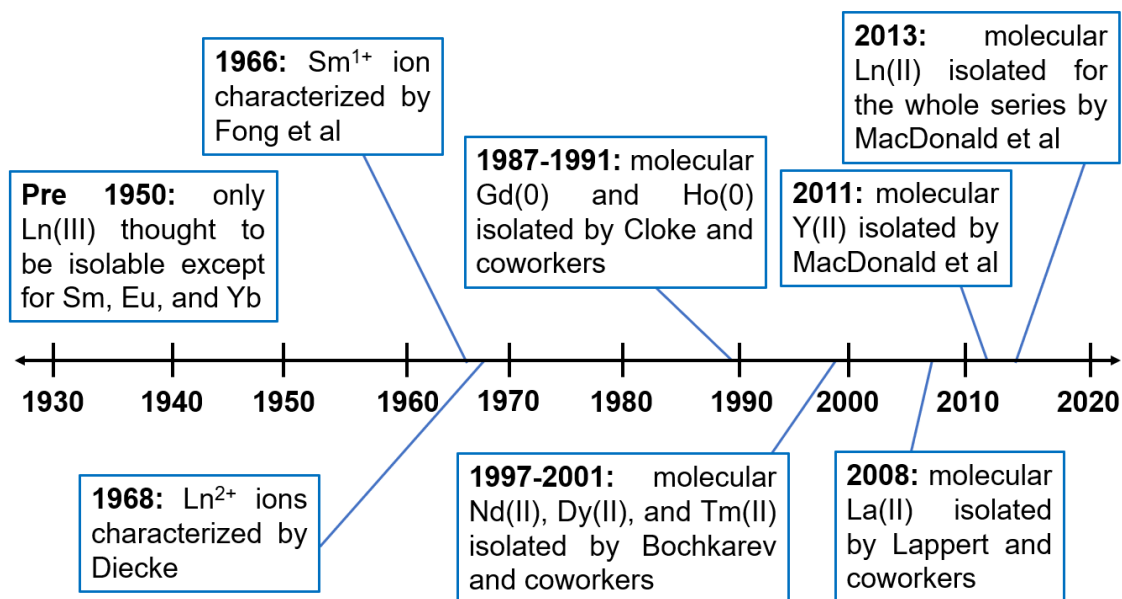 1966: Sm¹⁺ ion
characterized by
Fong et al
2013: molecular
Ln(II) isolated for
the whole series by
MacDonald et al
1987-1991: molecular
Gd(0) and Ho(0)
isolated by Cloke and
coworkers
Pre 1950: only
Ln(III) thought to
be isolable except
for Sm, Eu, and Yb
2011: molecular
Y(II) isolated by
MacDonald et al
1930 1940 1950 1960 1970 1980 1990 2000 2010 2020
1968: Ln²⁺ ions
characterized by
Diecke
1997-2001: molecular
Nd(II), Dy(II), and Tm(II)
isolated by Bochkarev
and coworkers
2008: molecular
La(II) isolated
by Lappert and
coworkers